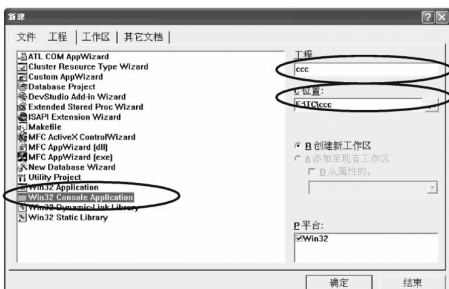 新建
文件 工程 工作区 其它文档
ATL COM AppWizard
Cluster Resource Type Wizard
Custom AppWizard
Database Project
DevStudio Add-in Wizard
Extended Stored Proc Wizard
ISAPI Extension Wizard
Makefile
MFC ActiveX ControlWizard
MFC AppWizard (dll)
MFC AppWizard (exe)
New Database Wizard
Utility Project
Win32 Application
Win32 Console Application
Win32 Dynamic-Link Library
Win32 Static Library
工程
ccc
位置:
F:\TC\ccc
R 创建新工作区
A 添加至现有工作区
D 从属性的,
P 平台:
Win32
确定
结束